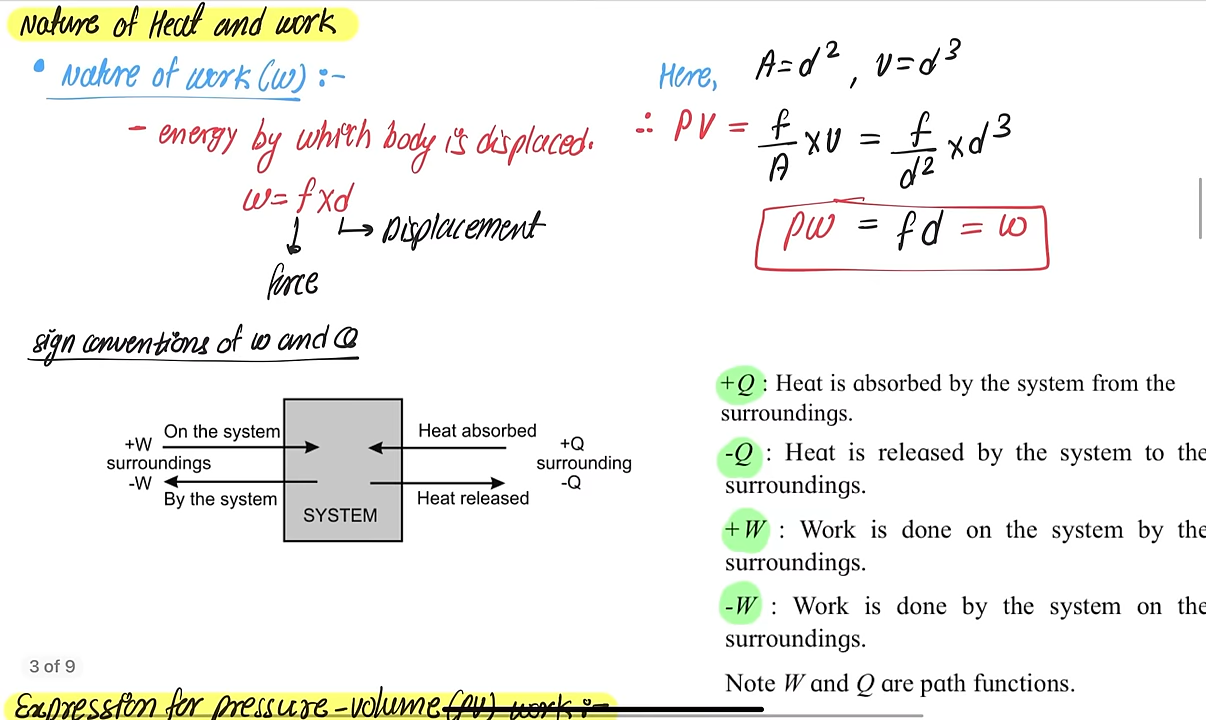 Nature of Heat and work
• Nature of work (w) :-
- energy by which body is displaced.
w = f x d
Displacement
force
Here, A = d², V = d³
∴ PV = f/A x V = f/d² x d³
PW = fd = w
sign conventions of w and Q
On the system
+W
surroundings
-W
By the system
SYSTEM
Heat absorbed
+Q
surrounding
-Q
Heat released
+Q : Heat is absorbed by the system from the
surroundings.
-Q : Heat is released by the system to the
surroundings.
+W : Work is done on the system by the
surroundings.
-W : Work is done by the system on the
surroundings.
Note W and Q are path functions.
3 of 9
Expression for pressure-volume (PV) work :-